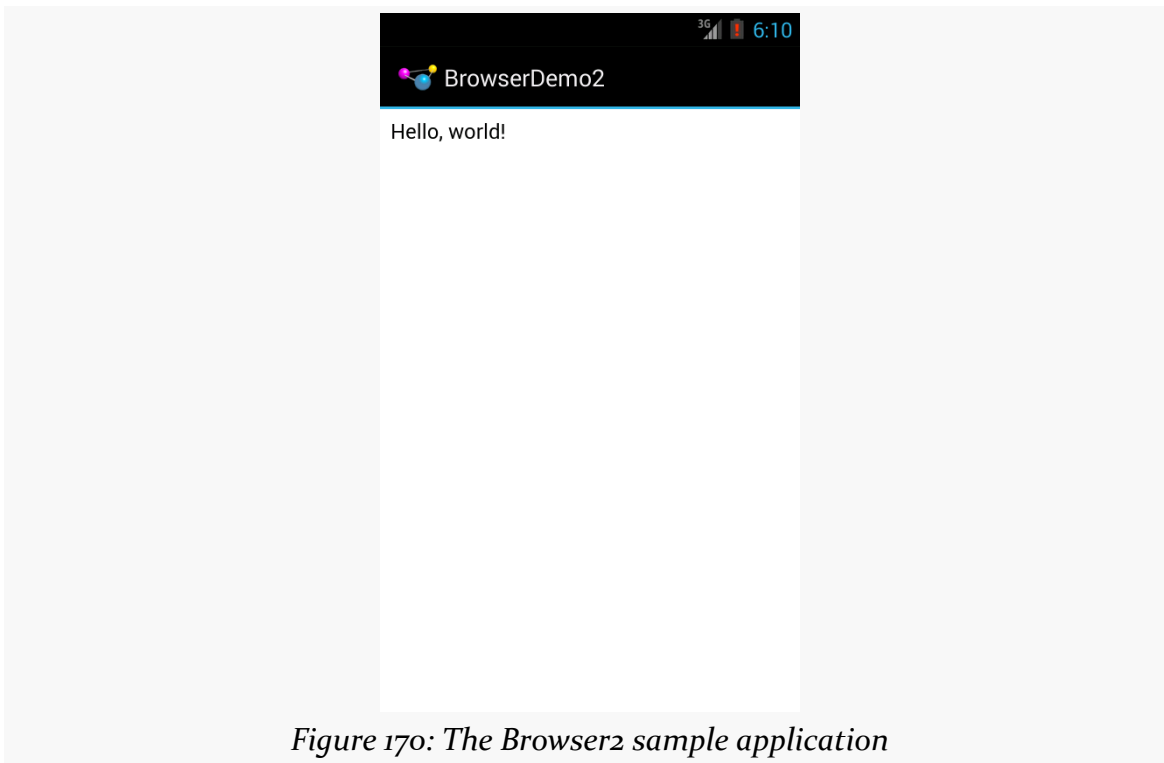 3G 6:10
BrowserDemo2
Hello, world!
Figure 170: The Browser2 sample application